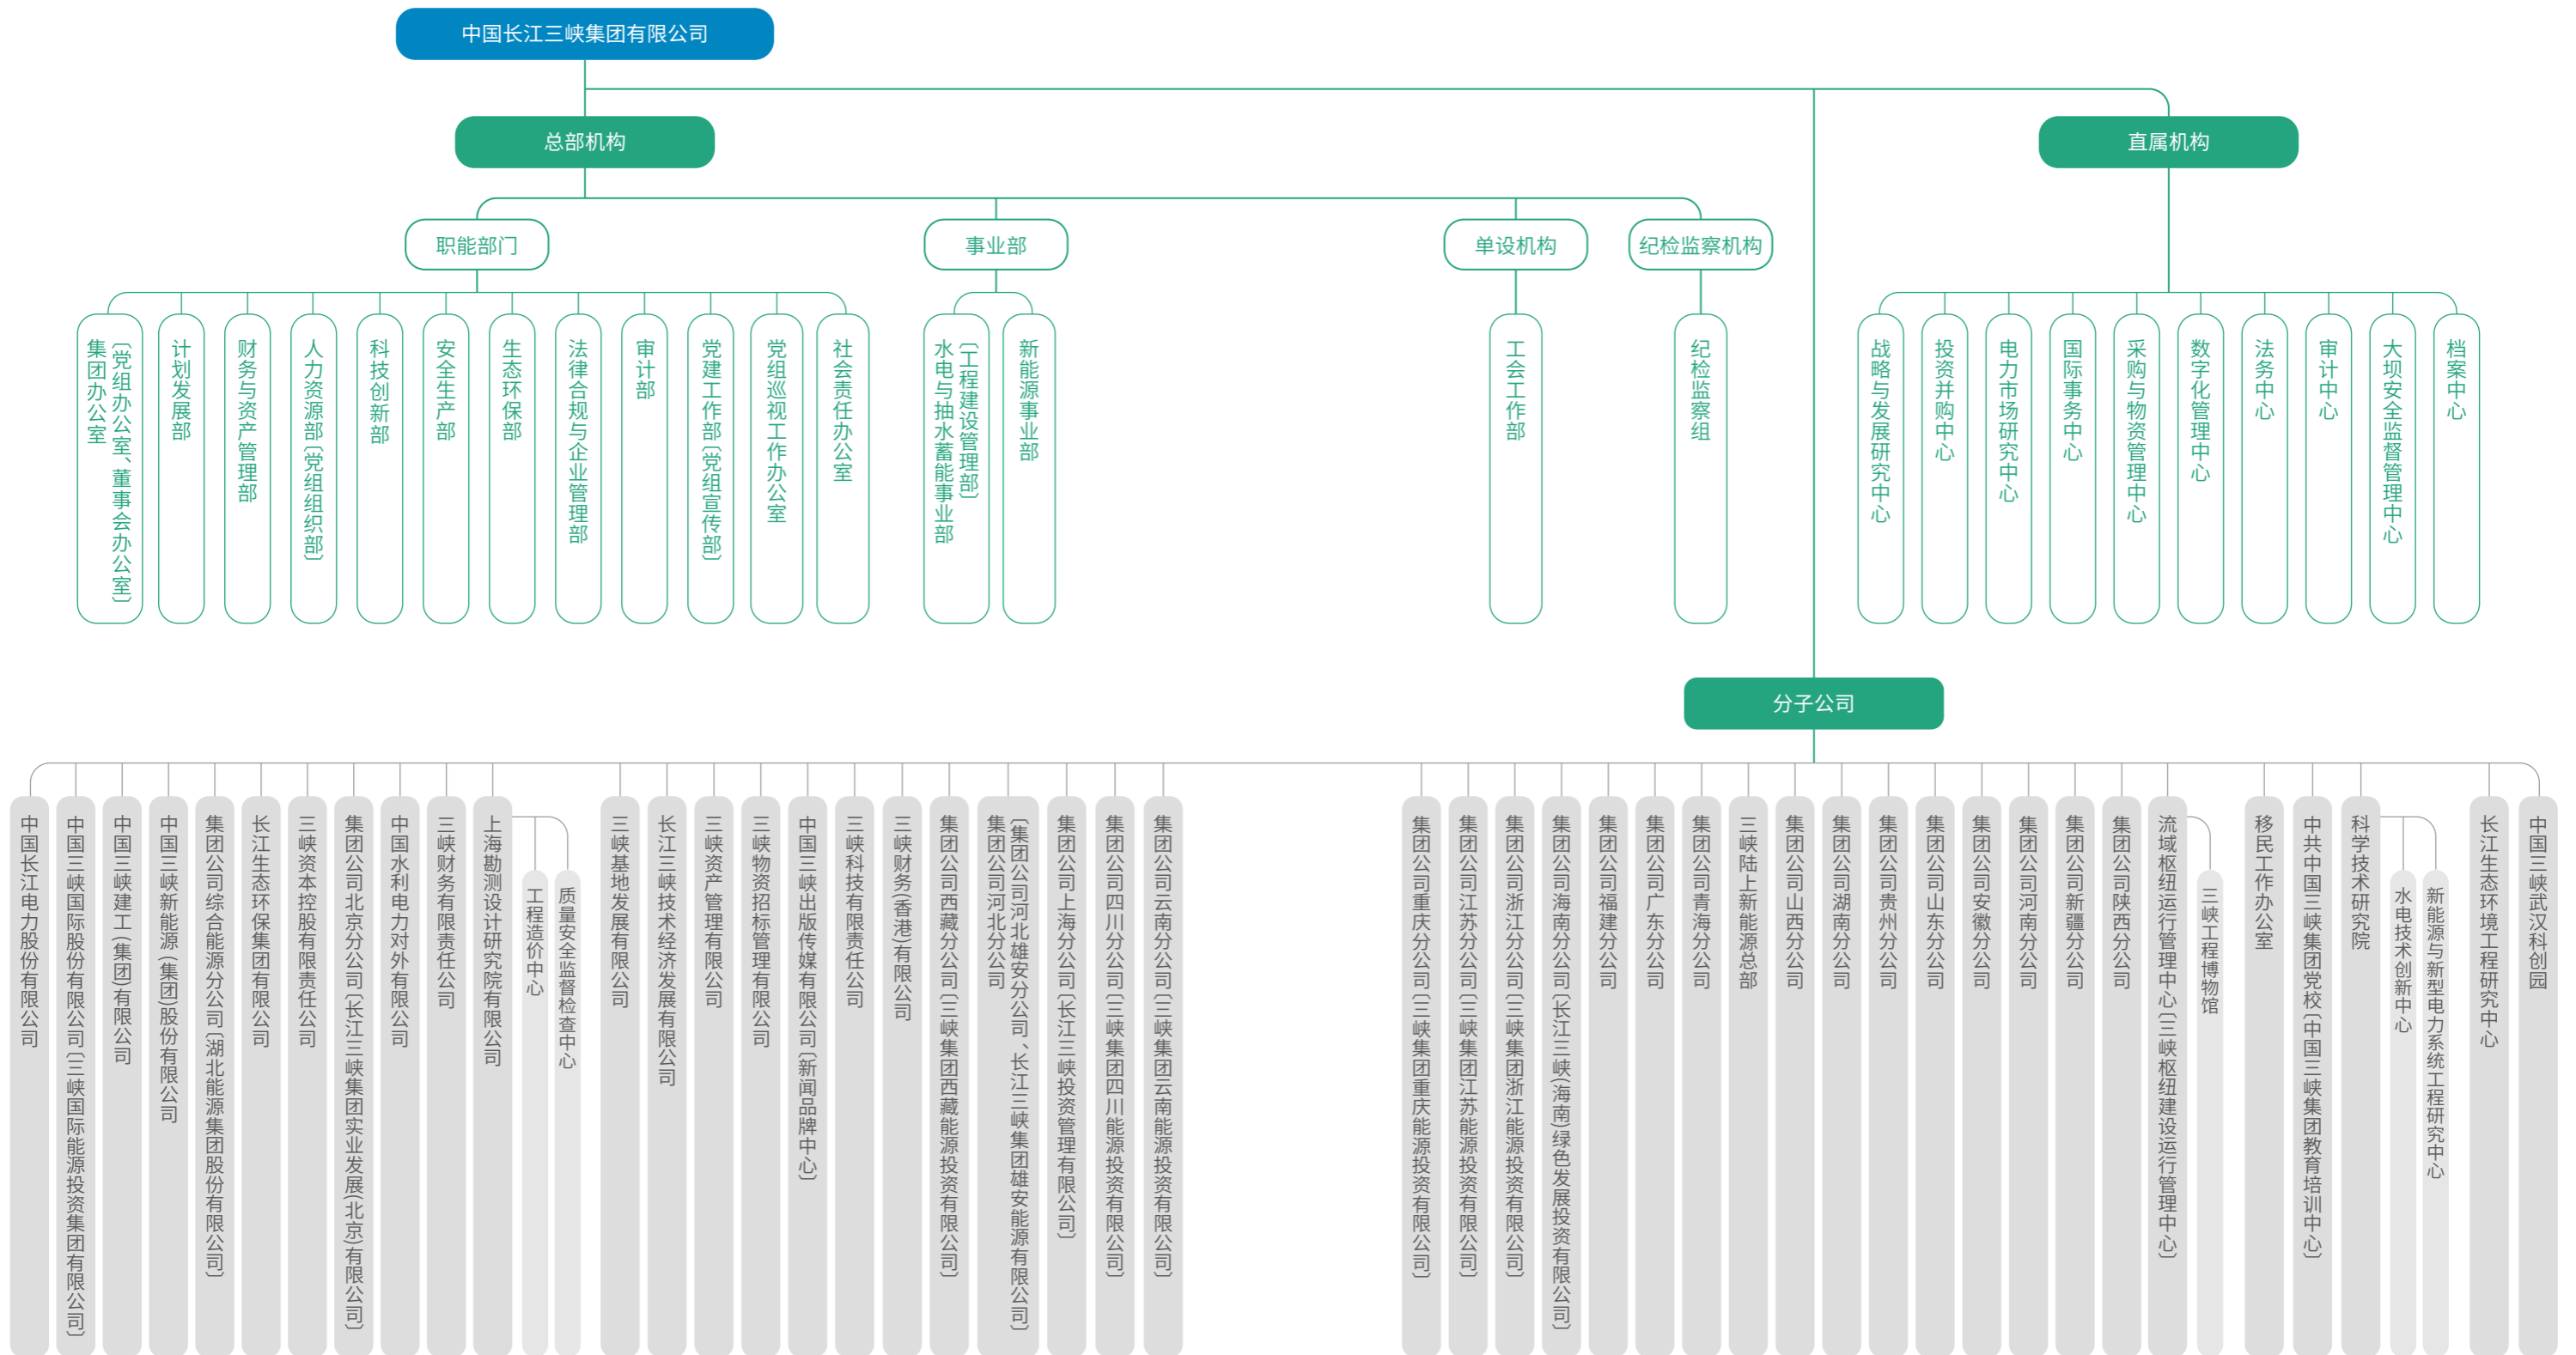 中国长江三峡集团有限公司
总部机构
直属机构
职能部门
事业部
单设机构
纪检监察机构
集团办公室
〔党组办公室、董事会办公室〕
计划发展部
财务与资产管理部
人力资源部〔党组组织部〕
科技创新部
安全生产部
生态环保部
法律合规与企业管理部
审计部
党建工作部〔党组宣传部〕
党组巡视工作办公室
社会责任办公室
水电与抽水蓄能事业部
〔工程建设管理部〕
新能源事业部
工会工作部
纪检监察组
战略与发展研究中心
投资并购中心
电力市场研究中心
国际事务中心
采购与物资管理中心
数字化管理中心
法务中心
审计中心
大坝安全监督管理中心
档案中心
分子公司
中国长江电力股份有限公司
中国三峡国际股份有限公司〔三峡国际能源投资集团有限公司〕
中国三峡建工(集团)有限公司
中国三峡新能源(集团)股份有限公司
集团公司综合能源分公司〔湖北能源集团股份有限公司〕
长江生态环保集团有限公司
三峡资本控股有限责任公司
集团公司北京分公司〔长江三峡集团实业发展(北京)有限公司〕
中国水利电力对外有限公司
三峡财务有限责任公司
上海勘测设计研究院有限公司
工程造价中心
质量安全监督检查中心
三峡基地发展有限公司
长江三峡技术经济发展有限公司
三峡资产管理有限公司
三峡物资招标管理有限公司
中国三峡出版传媒有限公司〔新闻品牌中心〕
三峡科技有限责任公司
三峡财务(香港)有限公司
集团公司西藏分公司〔三峡集团西藏能源投资有限公司〕
集团公司河北分公司
〔集团公司河北雄安分公司、长江三峡集团雄安能源有限公司〕
集团公司上海分公司〔长江三峡投资管理有限公司〕
集团公司四川分公司〔三峡集团四川能源投资有限公司〕
集团公司云南分公司〔三峡集团云南能源投资有限公司〕
集团公司重庆分公司〔三峡集团重庆能源投资有限公司〕
集团公司江苏分公司〔三峡集团江苏能源投资有限公司〕
集团公司浙江分公司〔三峡集团浙江能源投资有限公司〕
集团公司海南分公司〔长江三峡(海南)绿色发展投资有限公司〕
集团公司福建分公司
集团公司广东分公司
集团公司青海分公司
三峡陆上新能源总部
集团公司山西分公司
集团公司湖南分公司
集团公司贵州分公司
集团公司山东分公司
集团公司安徽分公司
集团公司河南分公司
集团公司新疆分公司
集团公司陕西分公司
流域枢纽运行管理中心〔三峡枢纽建设运行管理中心〕
三峡工程博物馆
移民工作办公室
中共中国三峡集团党校〔中国三峡集团教育培训中心〕
科学技术研究院
水电技术创新中心
新能源与新型电力系统工程研究中心
长江生态环境工程研究中心
中国三峡武汉科创园